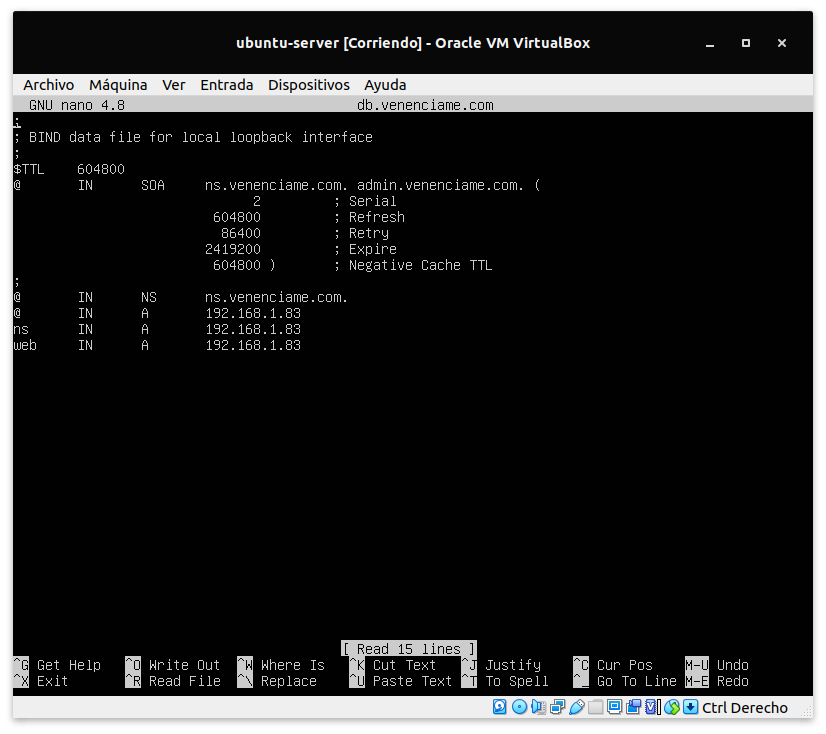 ubuntu-server [Corriendo] - Oracle VM VirtualBox
Archivo Máquina Ver Entrada Dispositivos Ayuda
GNU nano 4.8 db.venenciame.com
;
; BIND data file for local loopback interface
;
$TTL 604800
@ IN SOA ns.venenciame.com. admin.venenciame.com. (
2 ; Serial
604800 ; Refresh
86400 ; Retry
2419200 ; Expire
604800 ) ; Negative Cache TTL
;
@ IN NS ns.venenciame.com.
@ IN A 192.168.1.83
ns IN A 192.168.1.83
web IN A 192.168.1.83
[ Read 15 lines ]
^G Get Help ^O Write Out ^W Where Is ^K Cut Text ^J Justify ^C Cur Pos M-U Undo
^X Exit ^R Read File ^\ Replace ^U Paste Text ^T To Spell ^_ Go To Line M-E Redo
Ctrl Derecho